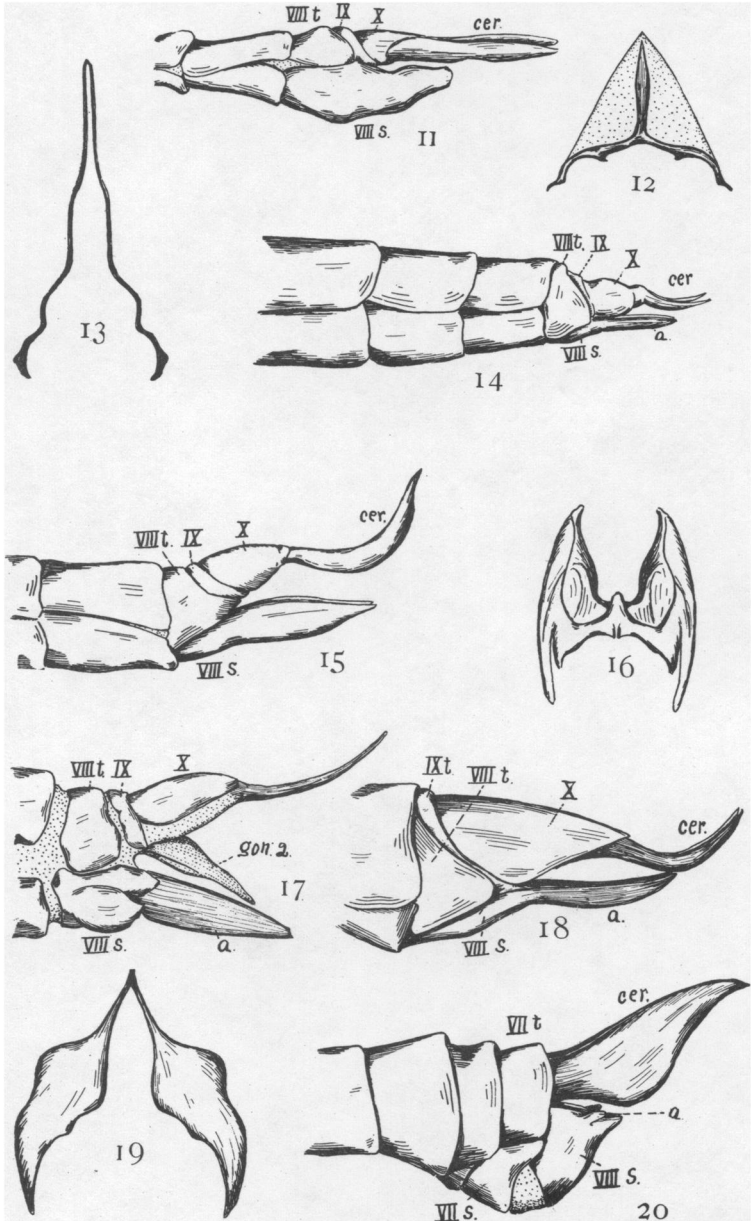 VIII t IX X cer.
VIII s.
11
12
13
VIII t. IX X cer
a.
VIII s.
14
VIII t. IX X cer.
VIII s.
15
16
VIII t. IX X
gon. 2.
17
VIII s. a.
IX t. VIII t. X cer.
a.
VIII s.
18
19
VII t cer.
a
VIII s.
VII s.
20